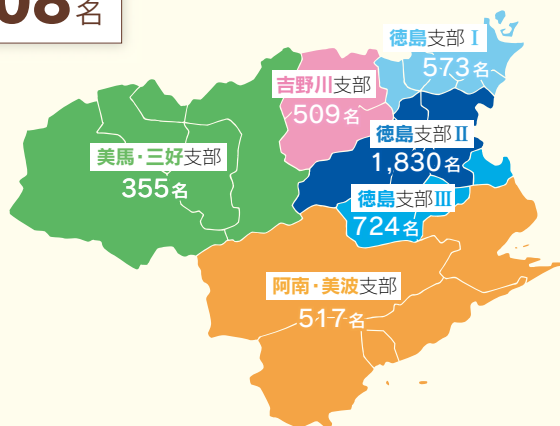 08名
徳島支部Ⅰ
573名
吉野川支部
509名
徳島支部Ⅱ
1,830名
美馬・三好支部
355名
徳島支部Ⅲ
724名
阿南・美波支部
517名